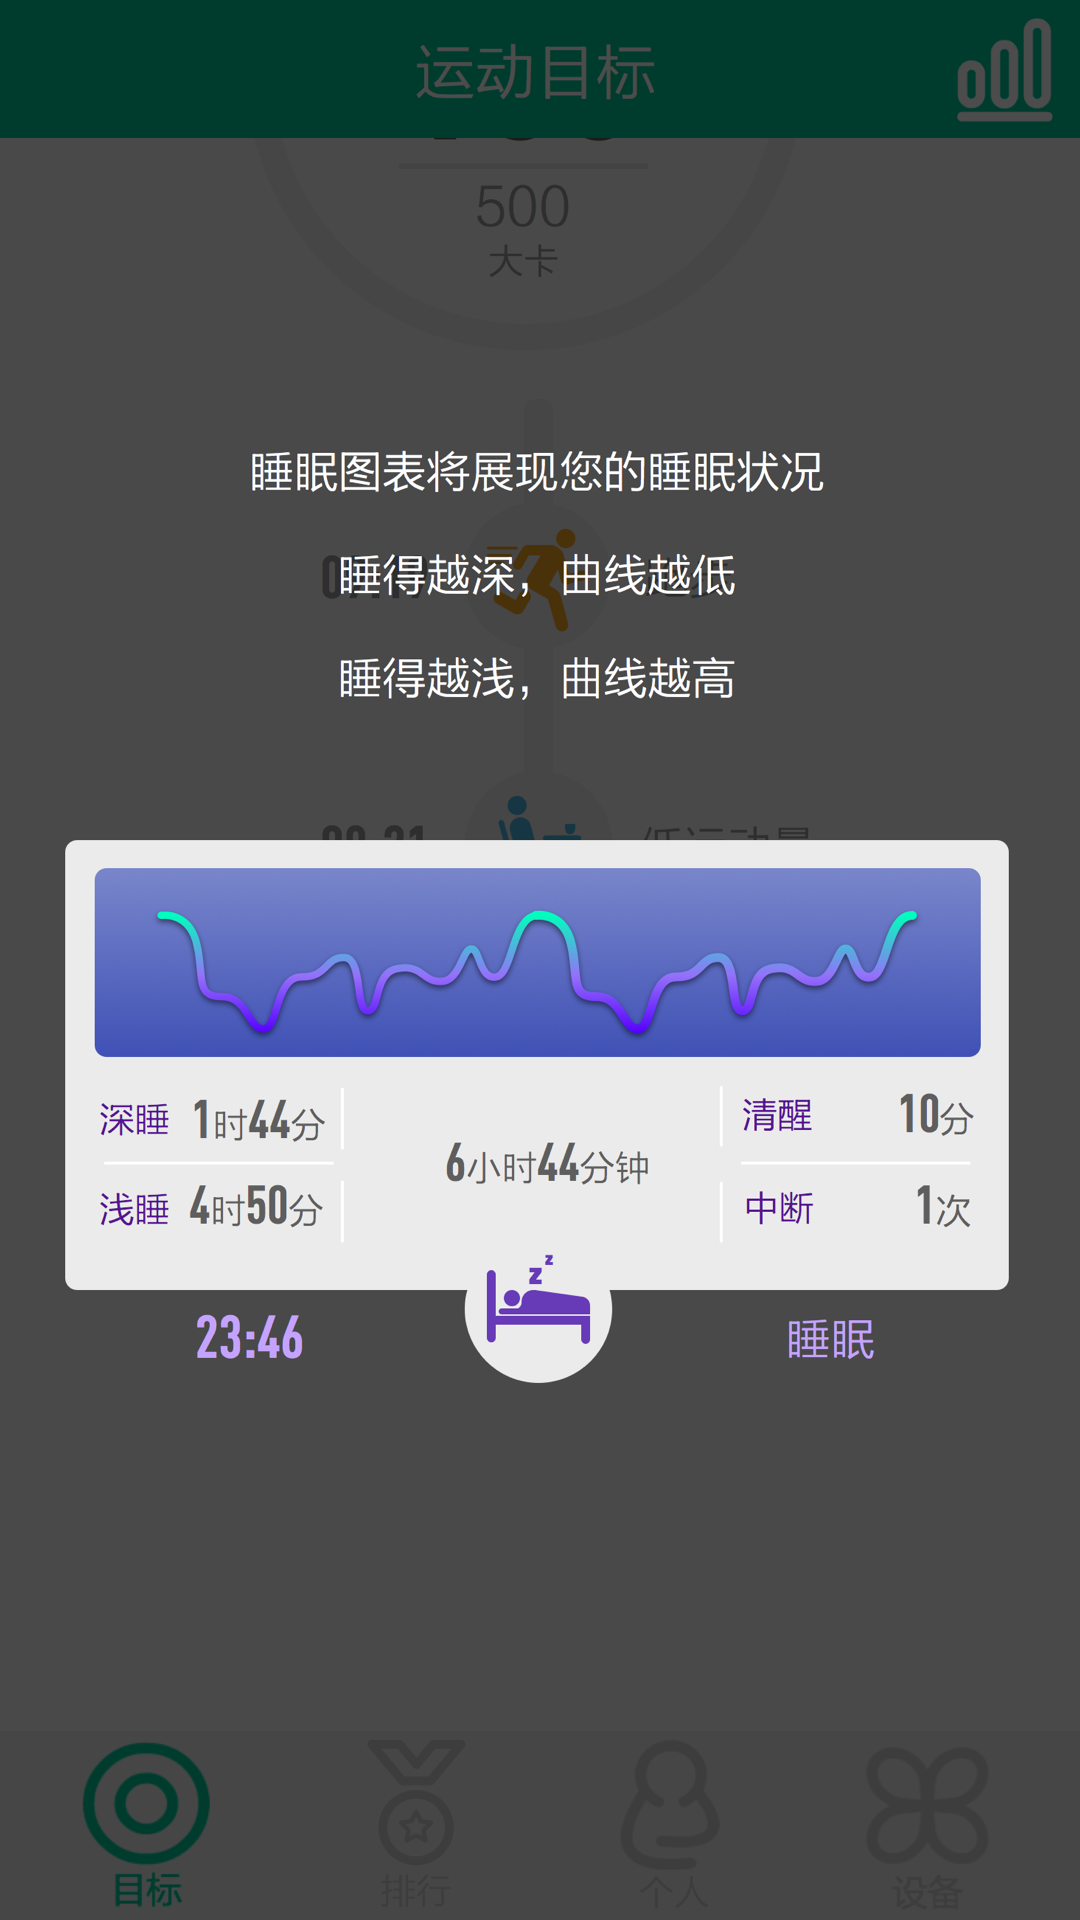 运动目标
500
大卡
睡眠图表将展现您的睡眠状况
睡得越深，曲线越低
睡得越浅，曲线越高
低运动量
深睡 1时44分
清醒 10分
6小时44分钟
浅睡 4时50分
中断 1次
z z
23:46
睡眠
目标
排行
个人
设备